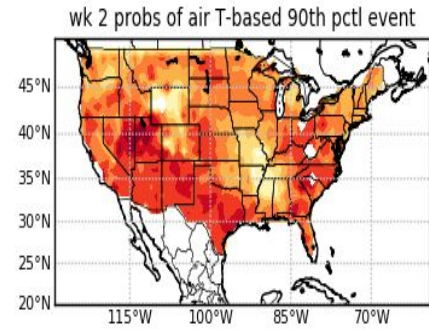 wk 2 probs of air T-based 90th pctl event
45°N
40°N
35°N
30°N
25°N
20°N
115°W 100°W 85°W 70°W